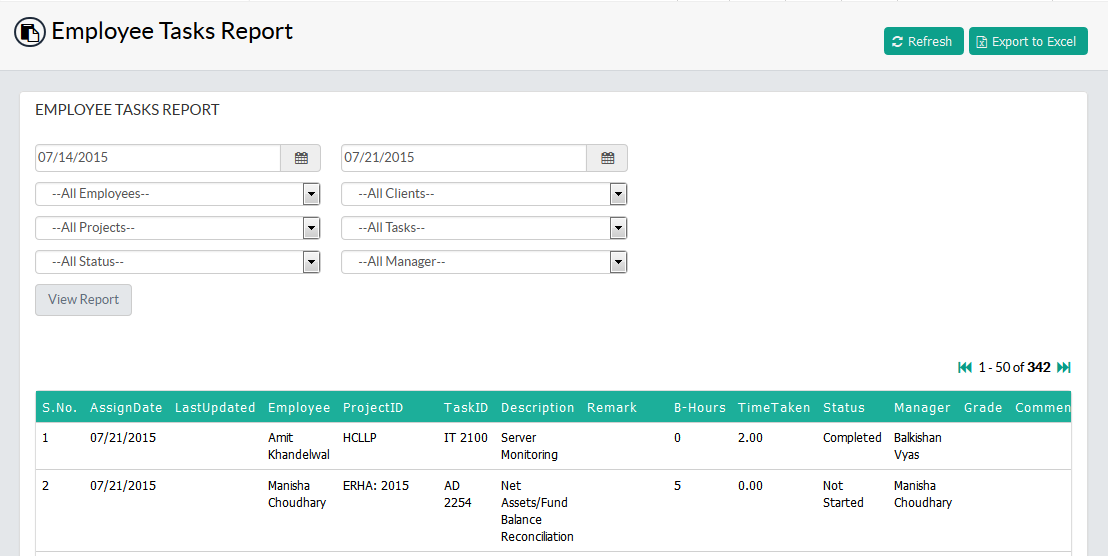 Employee Tasks Report
Refresh
Export to Excel
EMPLOYEE TASKS REPORT
07/14/2015
07/21/2015
--All Employees--
--All Clients--
--All Projects--
--All Tasks--
--All Status--
--All Manager--
View Report
1 - 50 of 342
S.No. AssignDate LastUpdated Employee ProjectID TaskID Description Remark B-Hours TimeTaken Status Manager Grade Commen
1 07/21/2015 Amit HCLLP IT 2100 Server 0 2.00 Completed Balkishan
Khandelwal Monitoring Vyas
2 07/21/2015 Manisha ERHA: 2015 AD Net 5 0.00 Not Manisha
Choudhary 2254 Assets/Fund Started Choudhary
Balance
Reconciliation